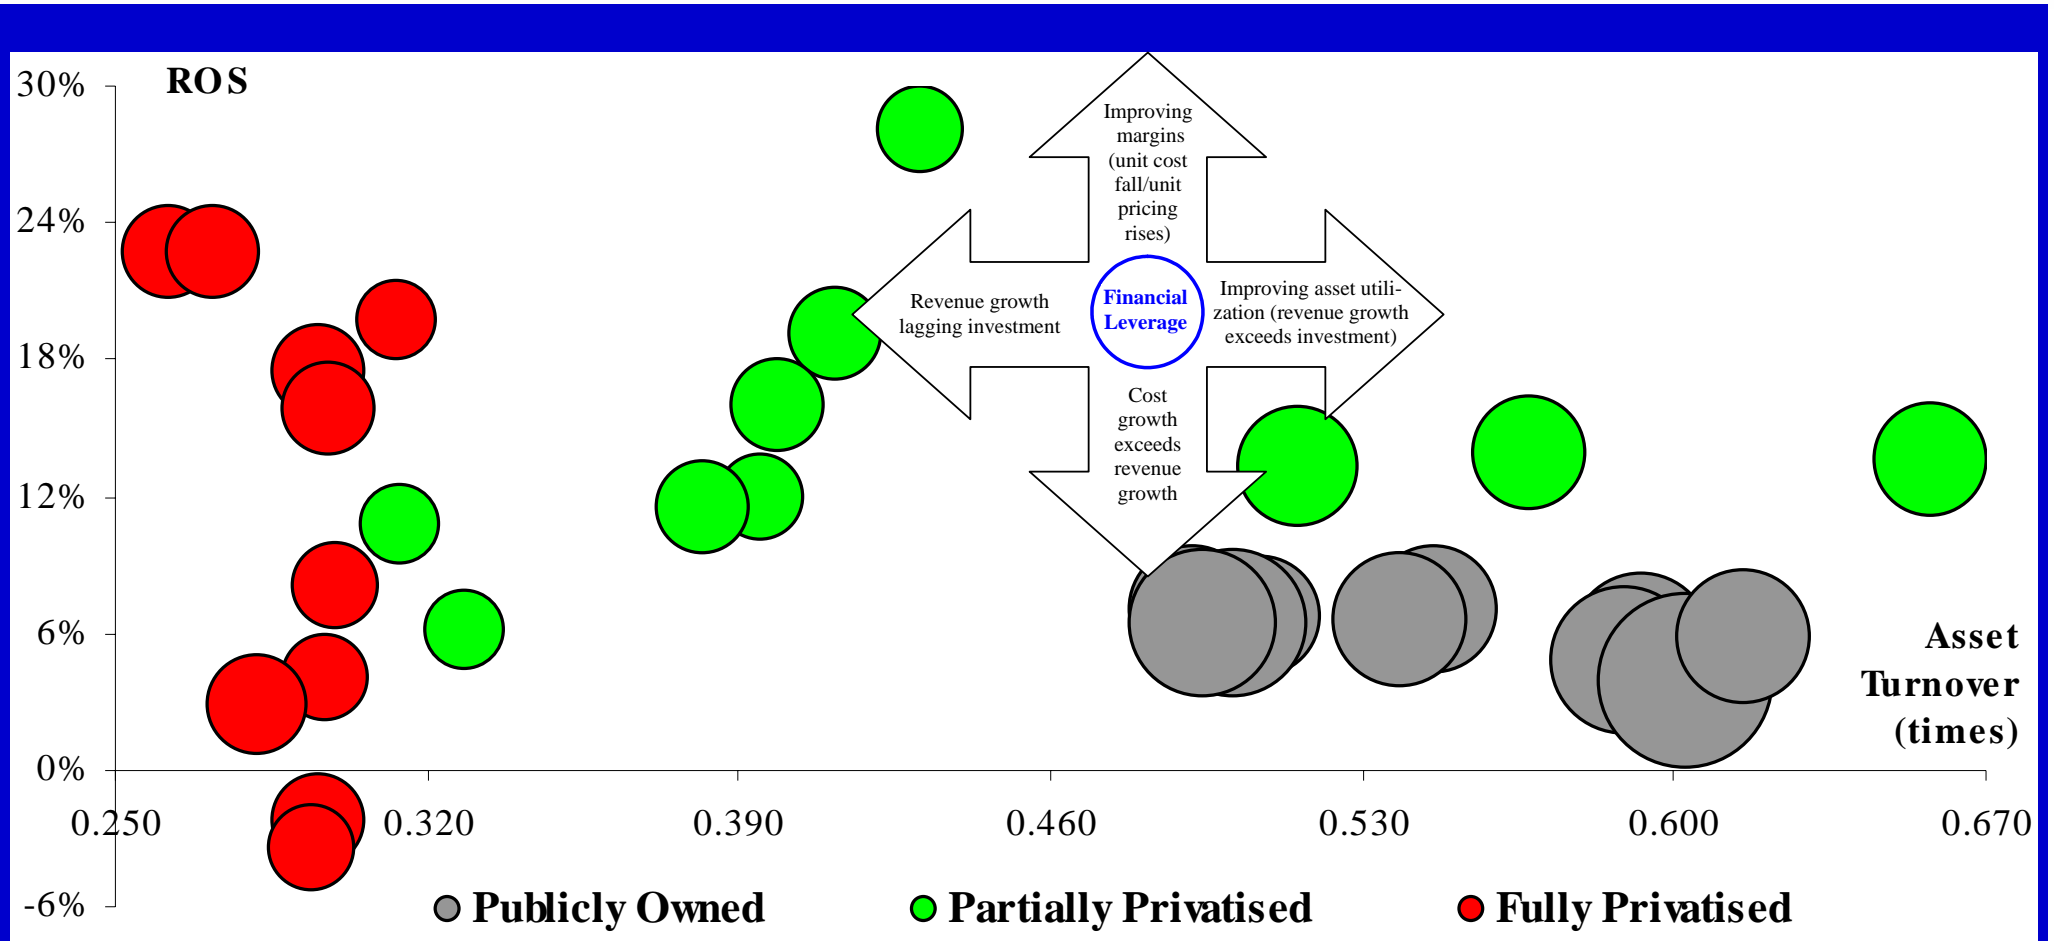 ROS
30%
24%
18%
12%
6%
0%
-6%
Improving
margins
(unit cost
fall/unit
pricing
rises)
Revenue growth
lagging investment
Financial
Leverage
Improving asset utili-
zation (revenue growth
exceeds investment)
Cost
growth
exceeds
revenue
growth
Asset
Turnover
(times)
0.250 0.320 0.390 0.460 0.530 0.600 0.670
Publicly Owned Partially Privatised Fully Privatised